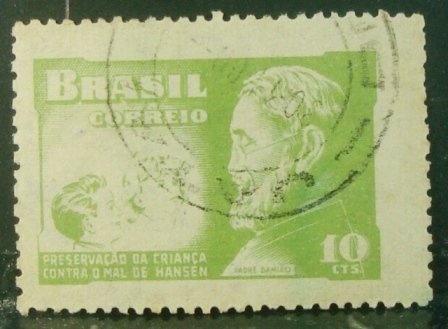 BRASIL
CORREIO
PRESERVAÇÃO DA CRIANÇA
CONTRA O MAL DE HANSEN
PADRE DAMIÃO
10
CTS.